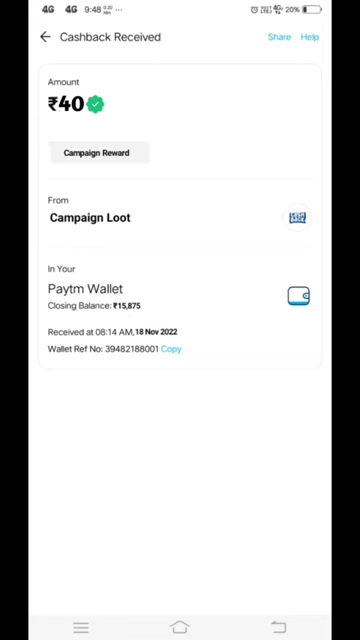 4G 4G 9:48 ... 20%
Cashback Received Share Help
Amount
₹40
Campaign Reward
From
Campaign Loot
In Your
Paytm Wallet
Closing Balance: ₹15,875
Received at 08:14 AM, 18 Nov 2022
Wallet Ref No: 39482188001 Copy